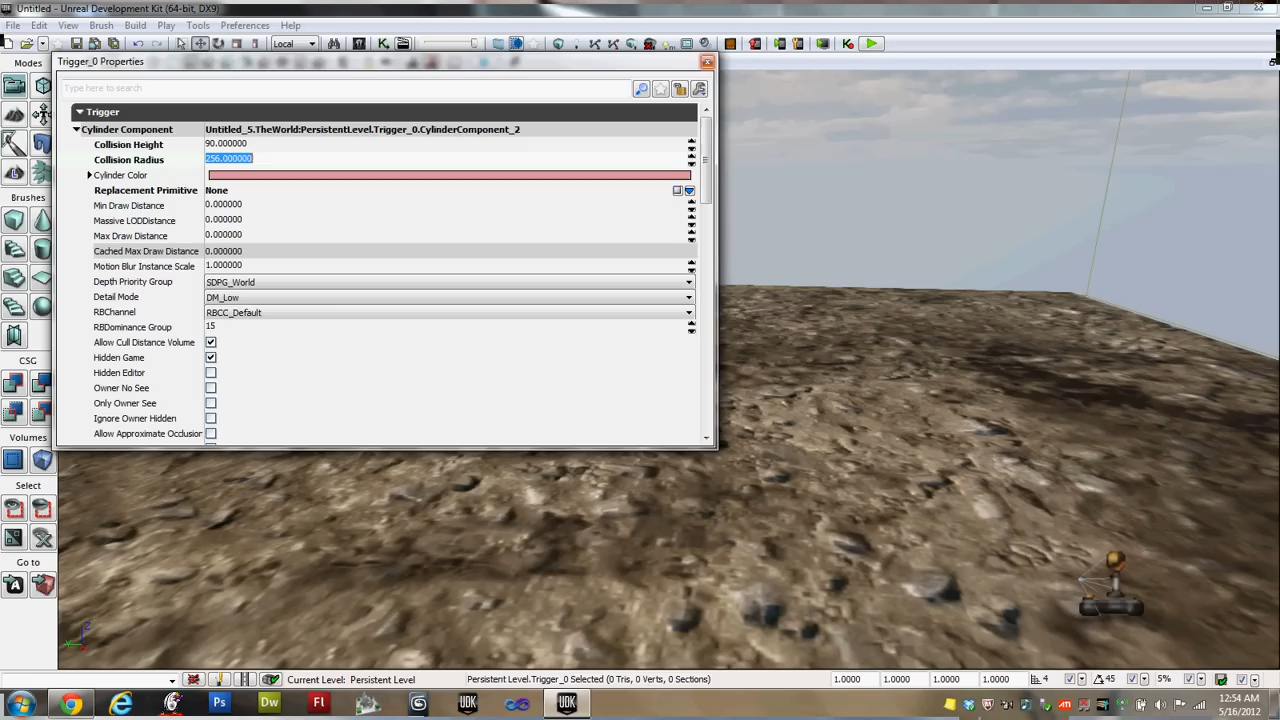 Untitled - Unreal Development Kit (64-bit, DX9)
File Edit View Brush Build Play Tools Preferences Help
Local
Modes
Trigger_0 Properties
Type here to search
Trigger
Cylinder Component Untitled_5.TheWorld:PersistentLevel.Trigger_0.CylinderComponent_2
Collision Height 90.000000
Collision Radius 256.000000
Cylinder Color
Replacement Primitive None
Min Draw Distance 0.000000
Massive LODDistance 0.000000
Max Draw Distance 0.000000
Cached Max Draw Distance 0.000000
Motion Blur Instance Scale 1.000000
Depth Priority Group SDPG_World
Detail Mode DM_Low
RBChannel RBCC_Default
RBDominance Group 15
Allow Cull Distance Volume
Hidden Game
Hidden Editor
Owner No See
Only Owner See
Ignore Owner Hidden
Allow Approximate Occlusion
Brushes
CSG
Volumes
Select
Go to
Z
Y
Current Level: Persistent Level Persistent Level.Trigger_0 Selected (0 Tris, 0 Verts, 0 Sections) 1.0000 1.0000 1.0000 1.0000 4 45 5%
Ps Dw Fl UDK UDK
12:54 AM
5/16/2012